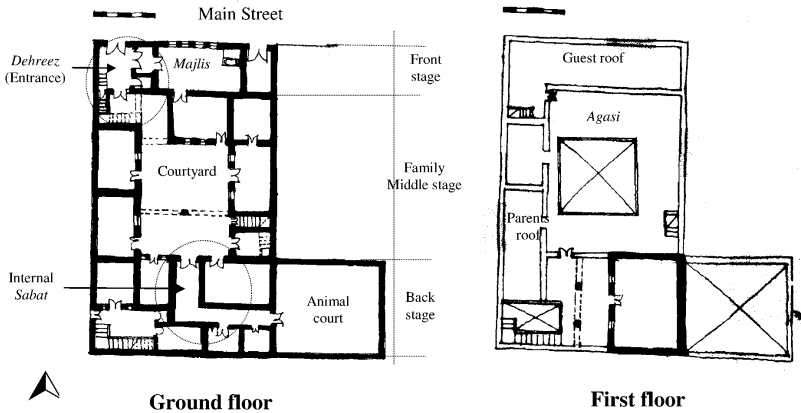 Main Street
Dehreez
(Entrance)
Majlis
Front
stage
Courtyard
Family
Middle stage
Internal
Sabat
Animal
court
Back
stage
Ground floor
Guest roof
Agasi
Parents
roof
First floor